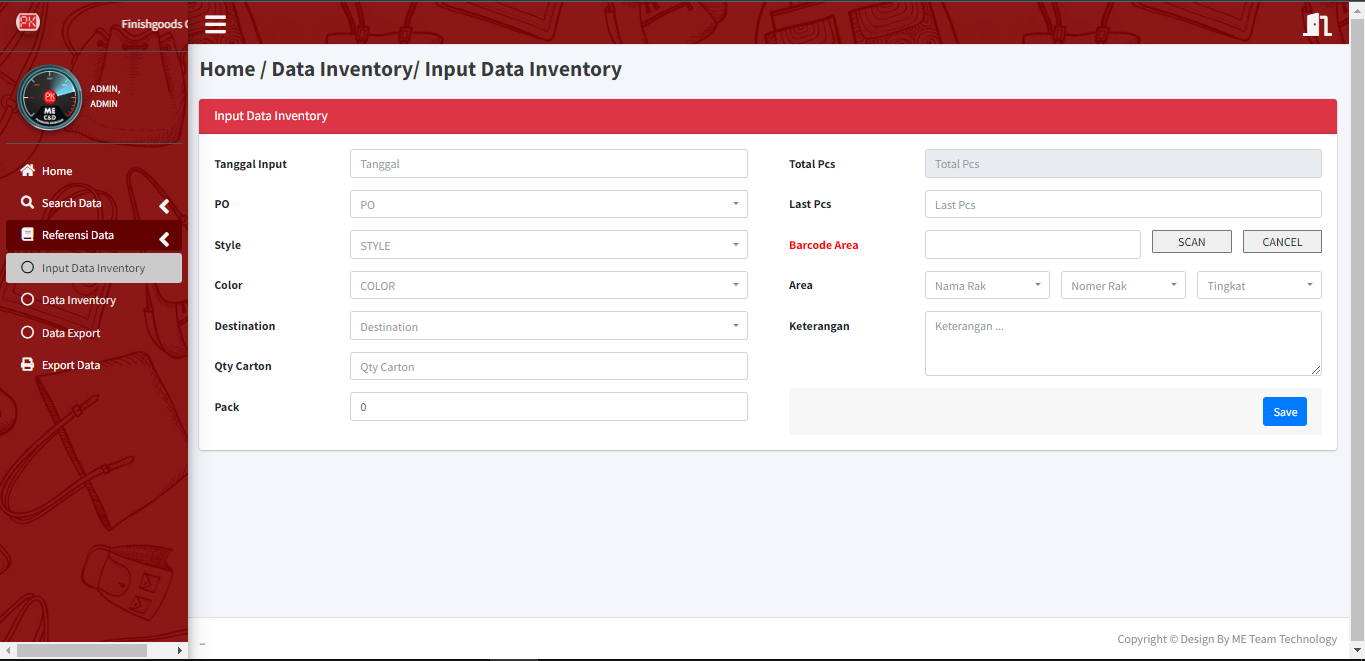 PK
Finishgoods
ADMIN,
ADMIN
PK
ME
C&D
Home
Search Data
Referensi Data
Input Data Inventory
Data Inventory
Data Export
Export Data
Home / Data Inventory/ Input Data Inventory
Input Data Inventory
Tanggal Input
Tanggal
PO
PO
Style
STYLE
Color
COLOR
Destination
Destination
Qty Carton
Qty Carton
Pack
0
Total Pcs
Total Pcs
Last Pcs
Last Pcs
Barcode Area
SCAN
CANCEL
Area
Nama Rak
Nomer Rak
Tingkat
Keterangan
Keterangan ...
Save
–
Copyright © Design By ME Team Technology